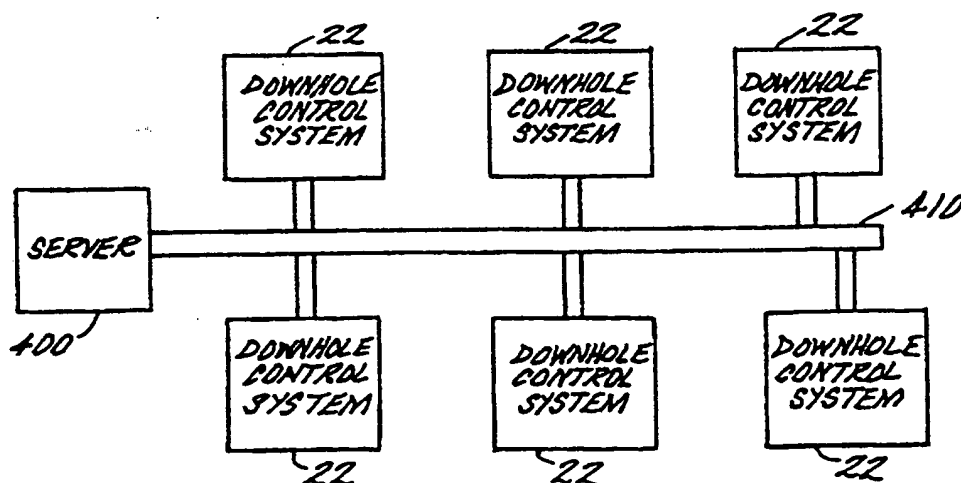 22
22
22
DOWNHOLE
CONTROL
SYSTEM
DOWNHOLE
CONTROL
SYSTEM
DOWNHOLE
CONTROL
SYSTEM
410
SERVER
400
DOWNHOLE
CONTROL
SYSTEM
DOWNHOLE
CONTROL
SYSTEM
DOWNHOLE
CONTROL
SYSTEM
22
22
22